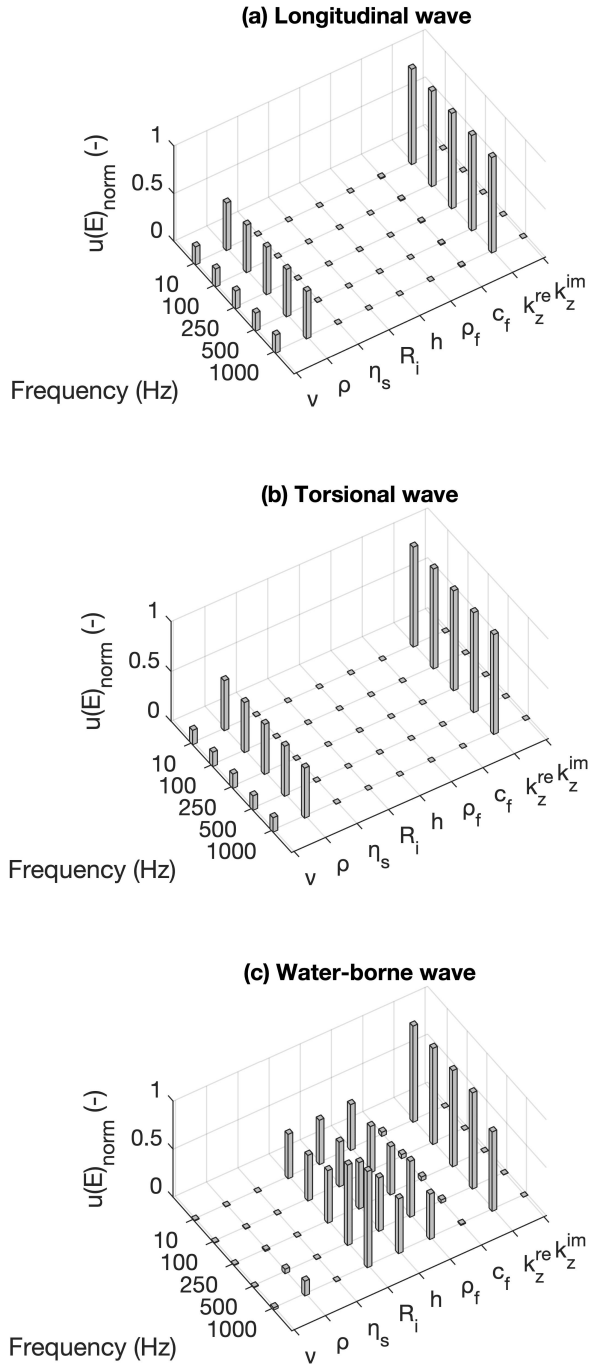 (a) Longitudinal wave
u(E)norm (-)
1
0.5
0
10
100
250
500
1000
Frequency (Hz)
ν
ρ
ηs
Ri
h
ρf
cf
kzre
kzim
(b) Torsional wave
u(E)norm (-)
1
0.5
0
10
100
250
500
1000
Frequency (Hz)
ν
ρ
ηs
Ri
h
ρf
cf
kzre
kzim
(c) Water-borne wave
u(E)norm (-)
1
0.5
0
10
100
250
500
1000
Frequency (Hz)
ν
ρ
ηs
Ri
h
ρf
cf
kzre
kzim